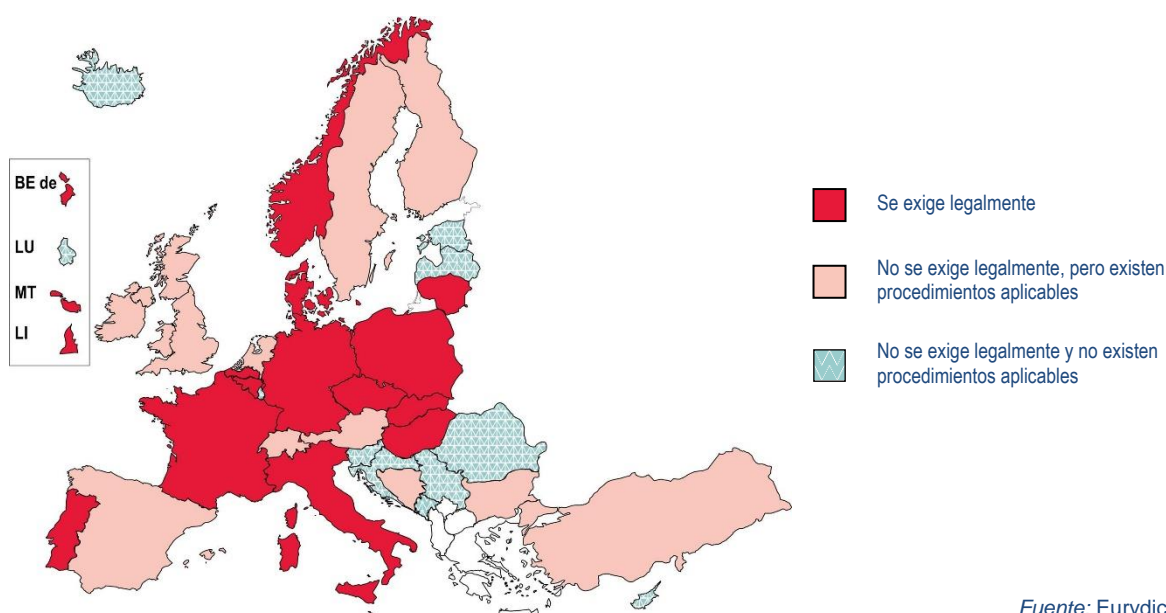 BE de
LU
MT
LI
Se exige legalmente
No se exige legalmente, pero existen
procedimientos aplicables
No se exige legalmente y no existen
procedimientos aplicables
Fuente: Eurydic